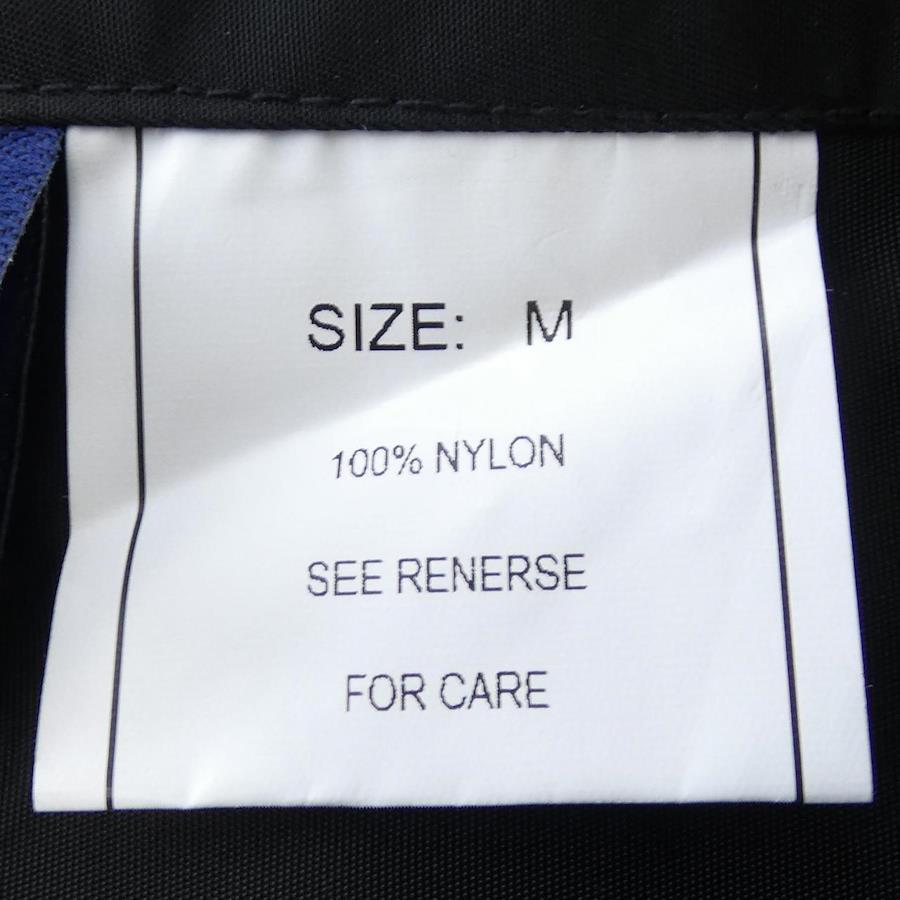 SIZE: M
100% NYLON
SEE RENERSE
FOR CARE